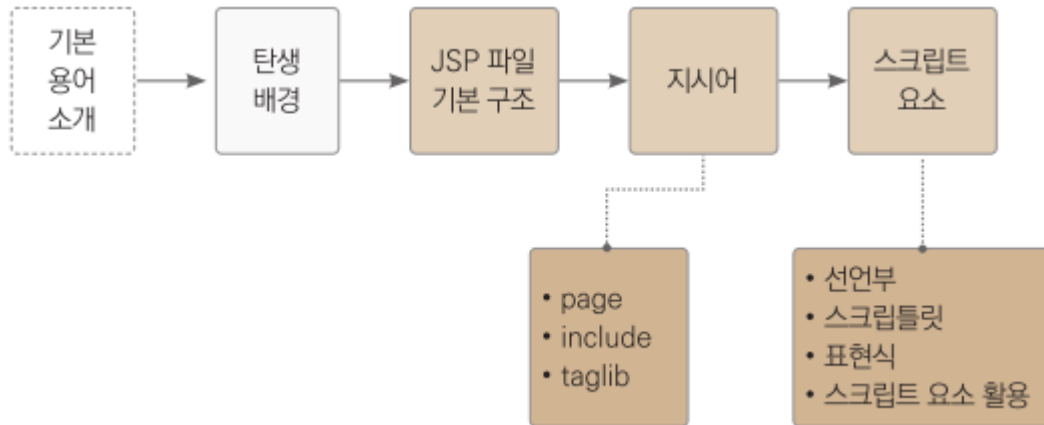 기본
용어
소개
탄생
배경
JSP 파일
기본 구조
지시어
스크립트
요소
• page
• include
• taglib
• 선언부
• 스크립틀릿
• 표현식
• 스크립트 요소 활용